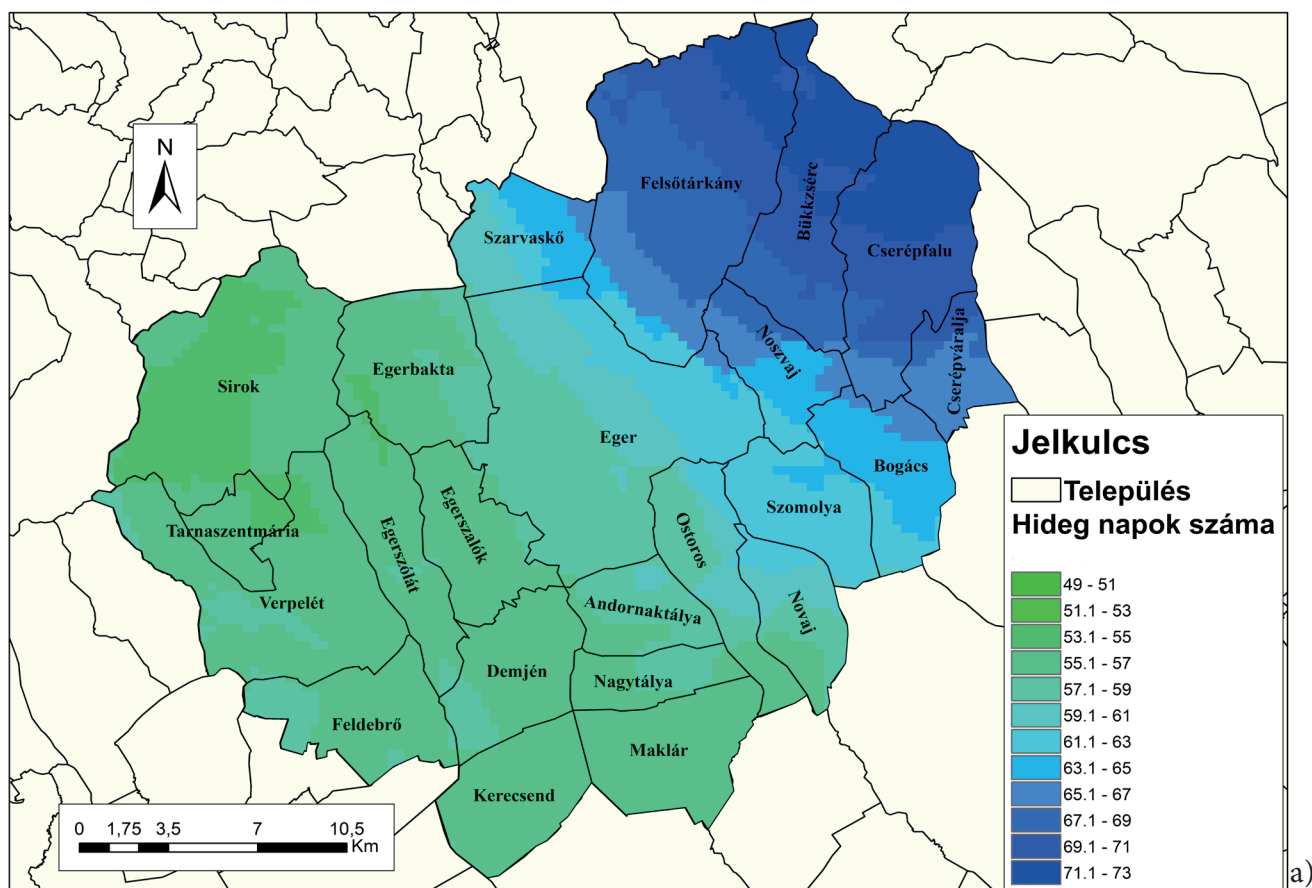 N
Felsőtárkány
Bükkzsérc
Szarvaskő
Cserépfalu
Cserépváralja
Noszvaj
Egerbakta
Sirok
Eger
Bogács
Szomolya
Ostoros
Egerszalók
Egerszólát
Tarnaszentmária
Verpelét
Andornaktálya
Novaj
Demjén
Nagytálya
Feldebrő
Maklár
Kerecsend
0 1,75 3,5 7 10,5
Km
Jelkulcs
Település
Hideg napok száma
49 - 51
51.1 - 53
53.1 - 55
55.1 - 57
57.1 - 59
59.1 - 61
61.1 - 63
63.1 - 65
65.1 - 67
67.1 - 69
69.1 - 71
71.1 - 73
a)